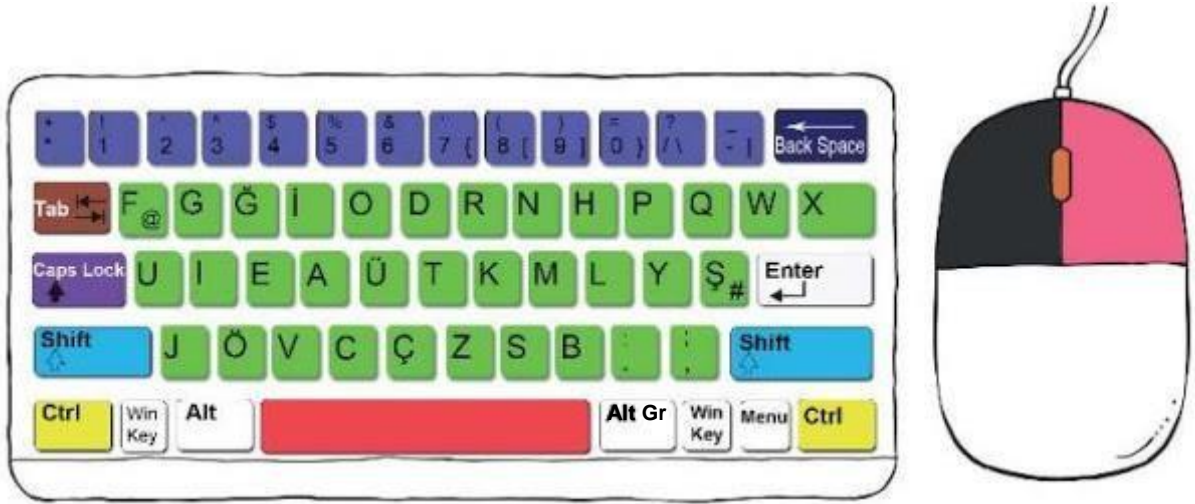 + ! ' ^ $ % & ' ( ) = ? _
* 1 2 3 4 5 6 7 { 8 [ 9 ] 0 } / \ - | Back Space
Tab F @ G Ğ İ O D R N H P Q W X
Caps Lock U I E A Ü T K M L Y Ş # Enter
Shift J Ö V C Ç Z S B : . ; , Shift
Ctrl Win Key Alt Alt Gr Win Key Menu Ctrl